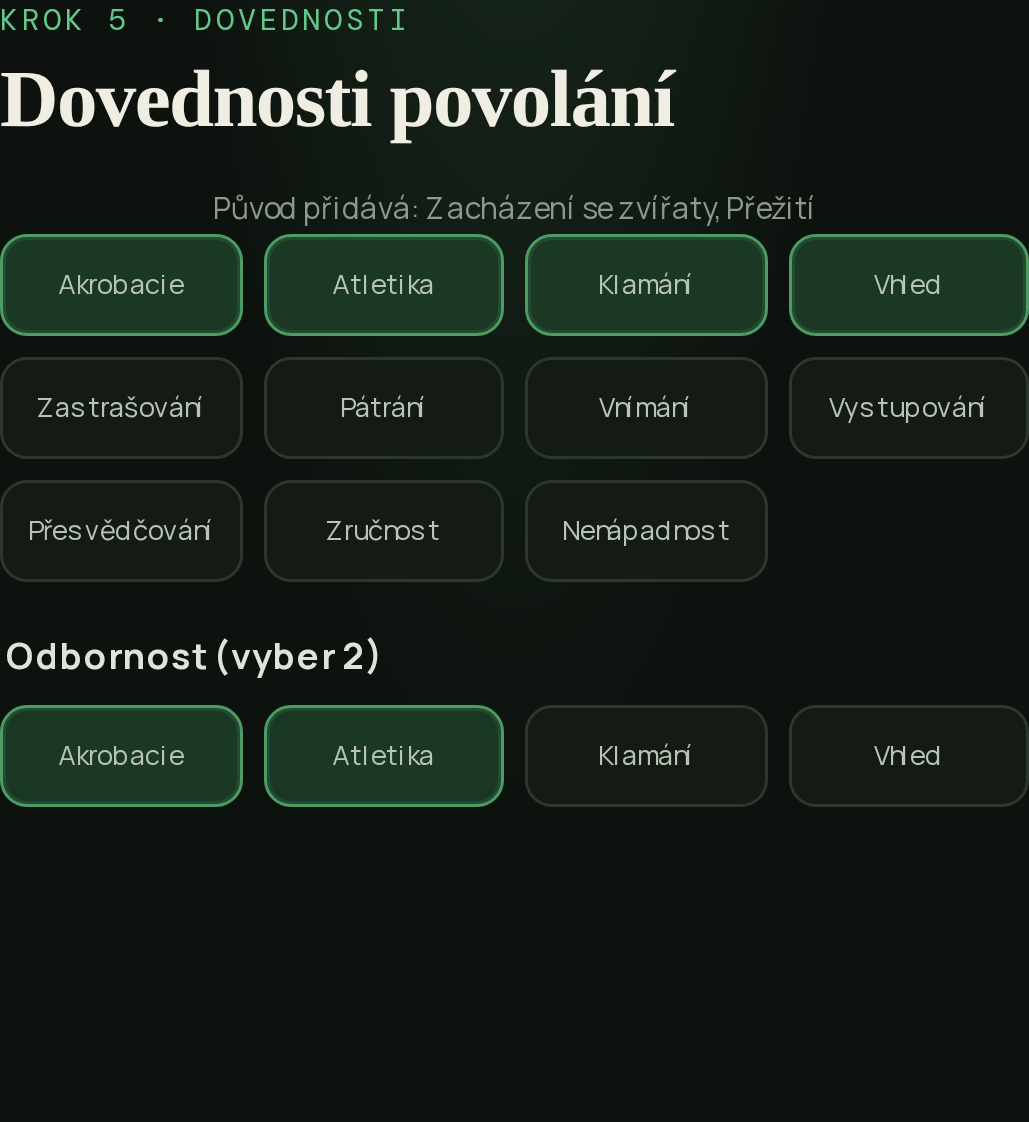 KROK 5 · DOVEDNOSTI
Dovednosti povolání
Původ přidává: Zacházení se zvířaty, Přežití
Akrobacie Atletika Klamání Vhled
Zastrašování Pátrání Vnímání Vystupování
Přesvědčování Zručnost Nenápadnost
Odbornost (vyber 2)
Akrobacie Atletika Klamání Vhled